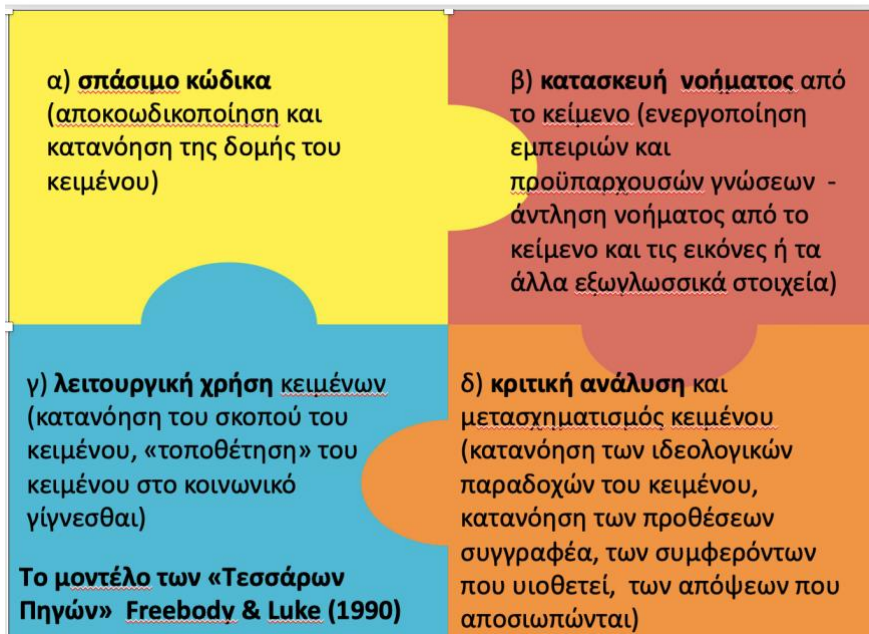 α) σπάσιμο κώδικα
(αποκοωδικοποίηση και
κατανόηση της δομής του
κειμένου)
β) κατασκευή νοήματος από
το κείμενο (ενεργοποίηση
εμπειριών και
προϋπαρχουσών γνώσεων -
άντληση νοήματος από το
κείμενο και τις εικόνες ή τα
άλλα εξωγλωσσικά στοιχεία)
γ) λειτουργική χρήση κειμένων
(κατανόηση του σκοπού του
κειμένου, «τοποθέτηση» του
κειμένου στο κοινωνικό
γίγνεσθαι)
Το μοντέλο των «Τεσσάρων
Πηγών» Freebody & Luke (1990)
δ) κριτική ανάλυση και
μετασχηματισμός κειμένου
(κατανόηση των ιδεολογικών
παραδοχών του κειμένου,
κατανόηση των προθέσεων
συγγραφέα, των συμφερόντων
που υιοθετεί, των απόψεων που
αποσιωπώνται)